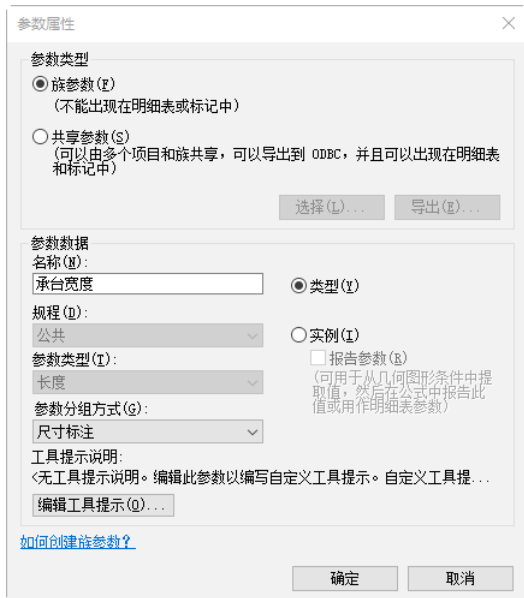 参数属性
参数类型
族参数(F)
(不能出现在明细表或标记中)
共享参数(S)
(可以由多个项目和族共享，可以导出到 ODBC，并且可以出现在明细表
和标记中)
选择(L)...
导出(E)...
参数数据
名称(N):
承台宽度
类型(Y)
规程(D):
公共
实例(I)
参数类型(T):
报告参数(R)
长度
(可用于从几何图形条件中提
取值，然后在公式中报告此
值或用作明细表参数)
参数分组方式(G):
尺寸标注
工具提示说明:
<无工具提示说明。编辑此参数以编写自定义工具提示。自定义工具提...
编辑工具提示(O)...
如何创建族参数?
确定
取消